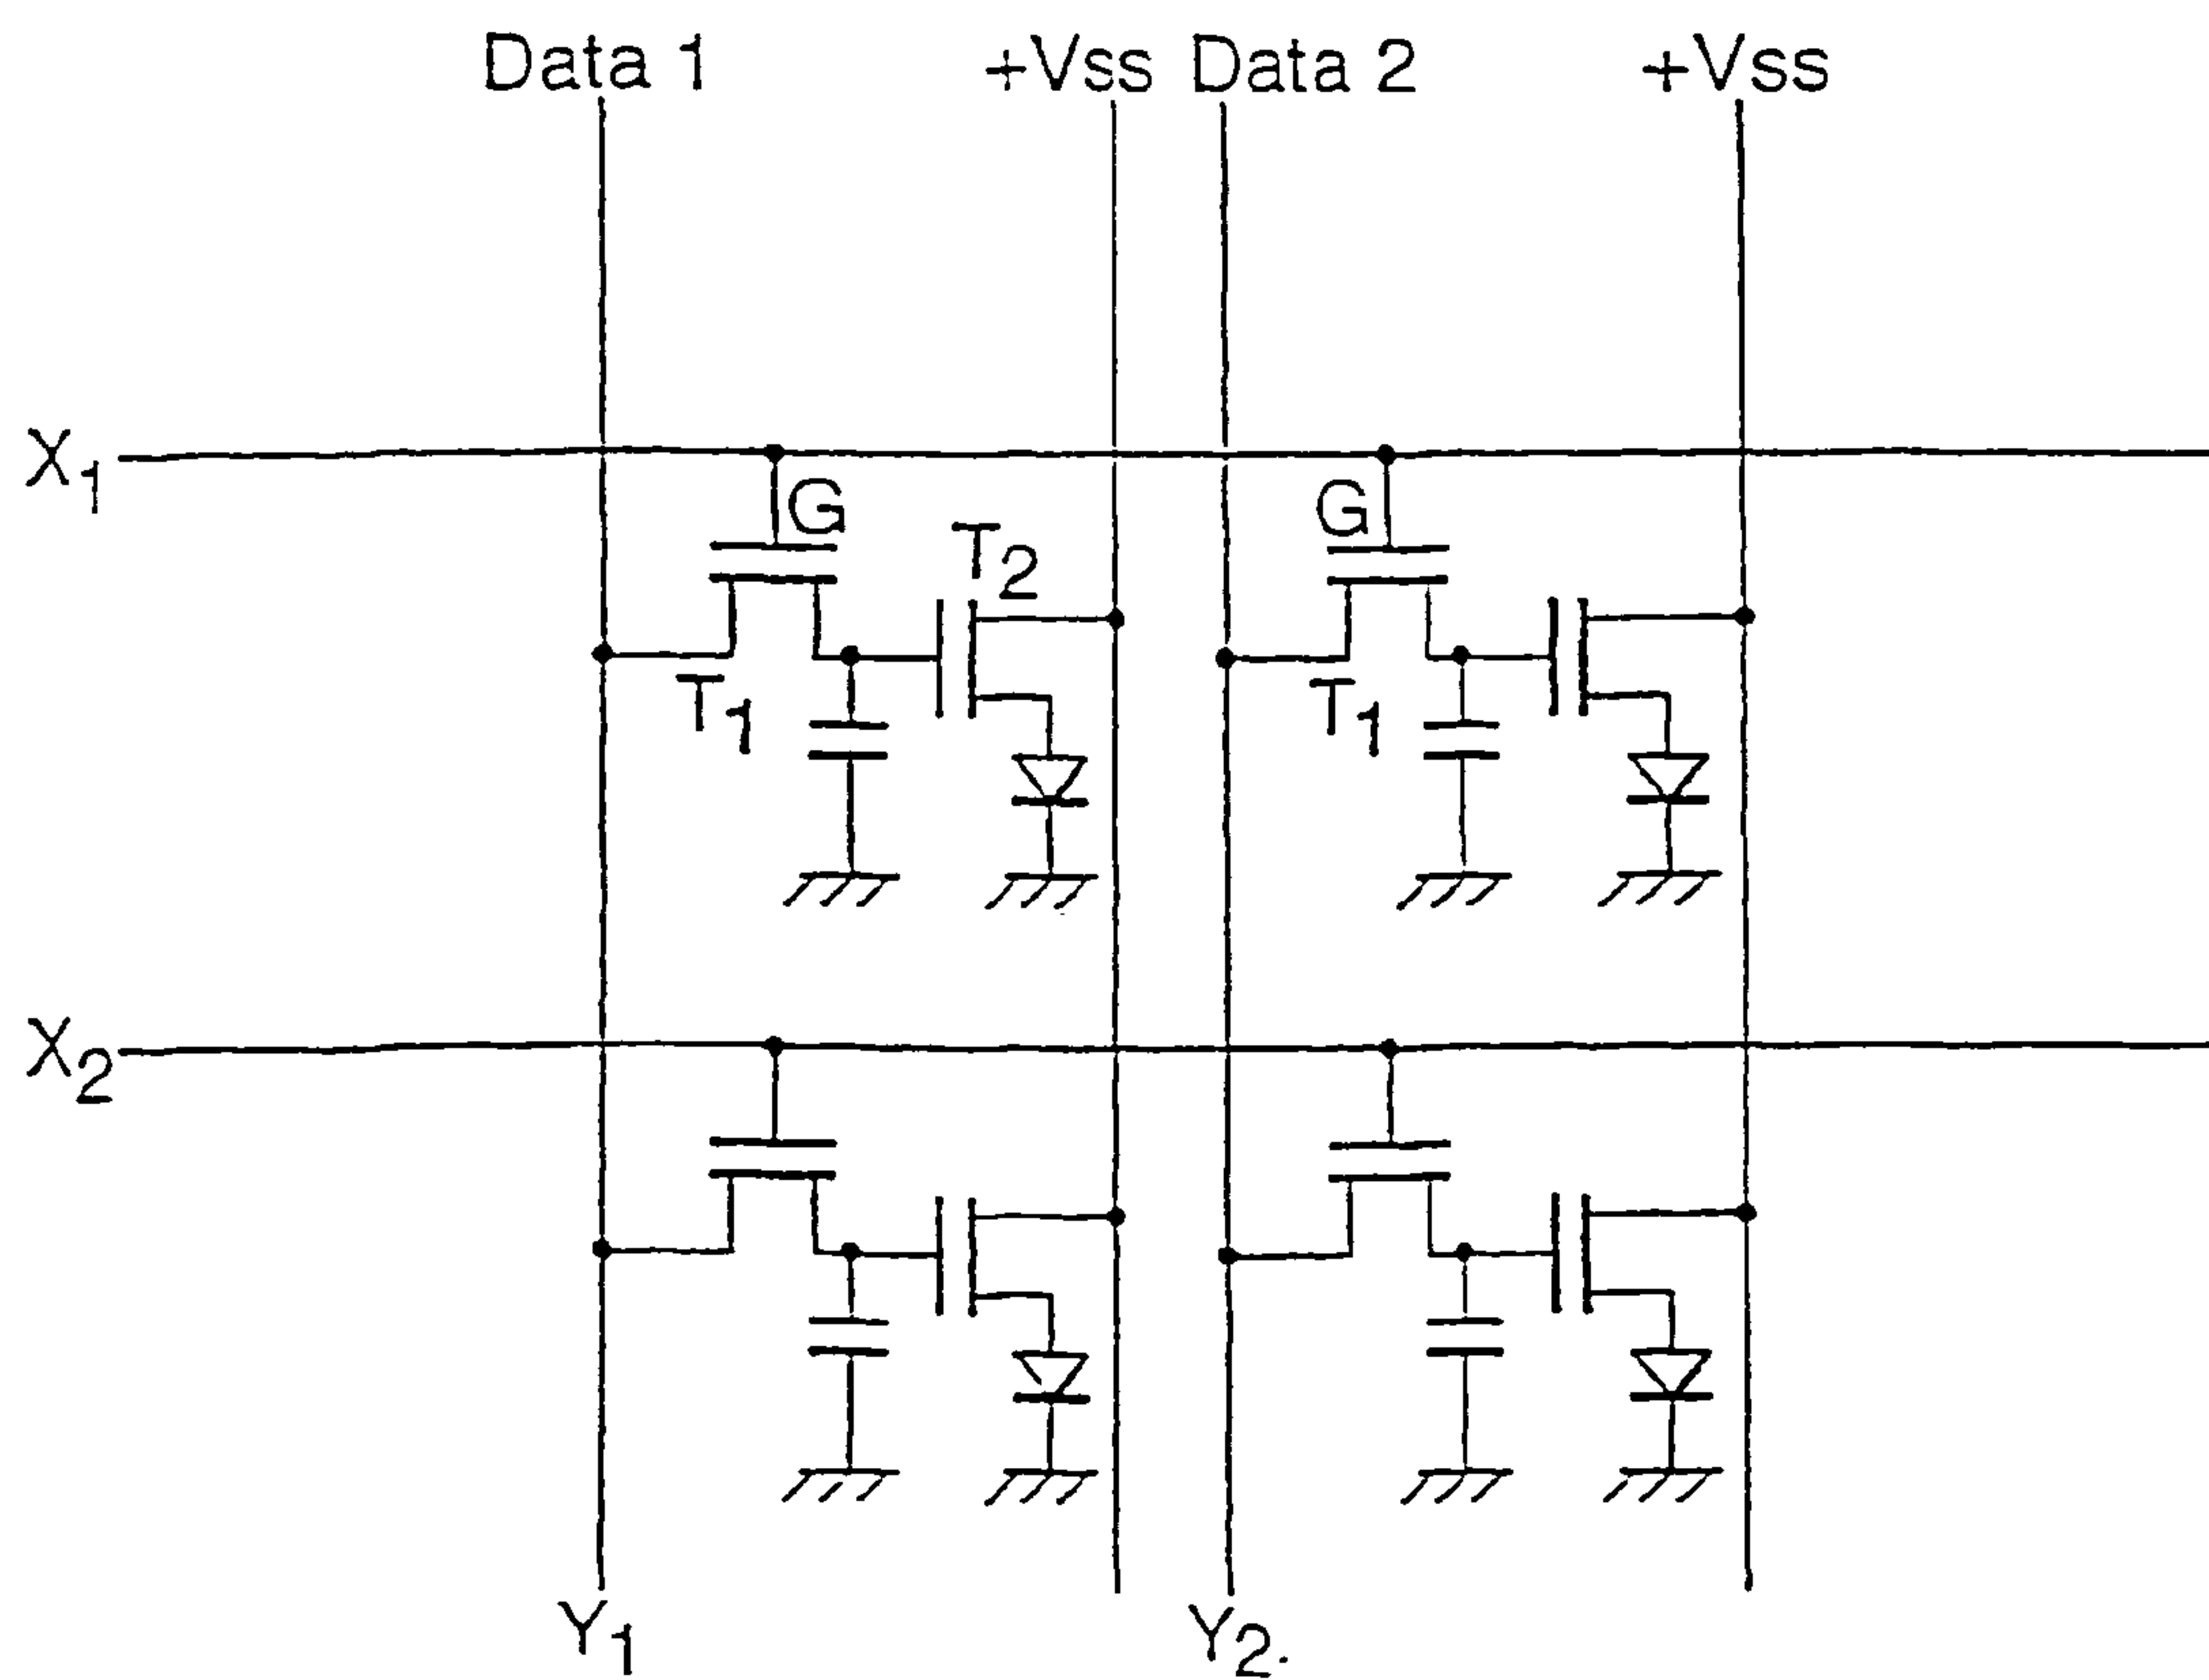 Data 1
+Vss
Data 2
+Vss
X1
G
G
T2
T1
T1
X2
Y1
Y2.